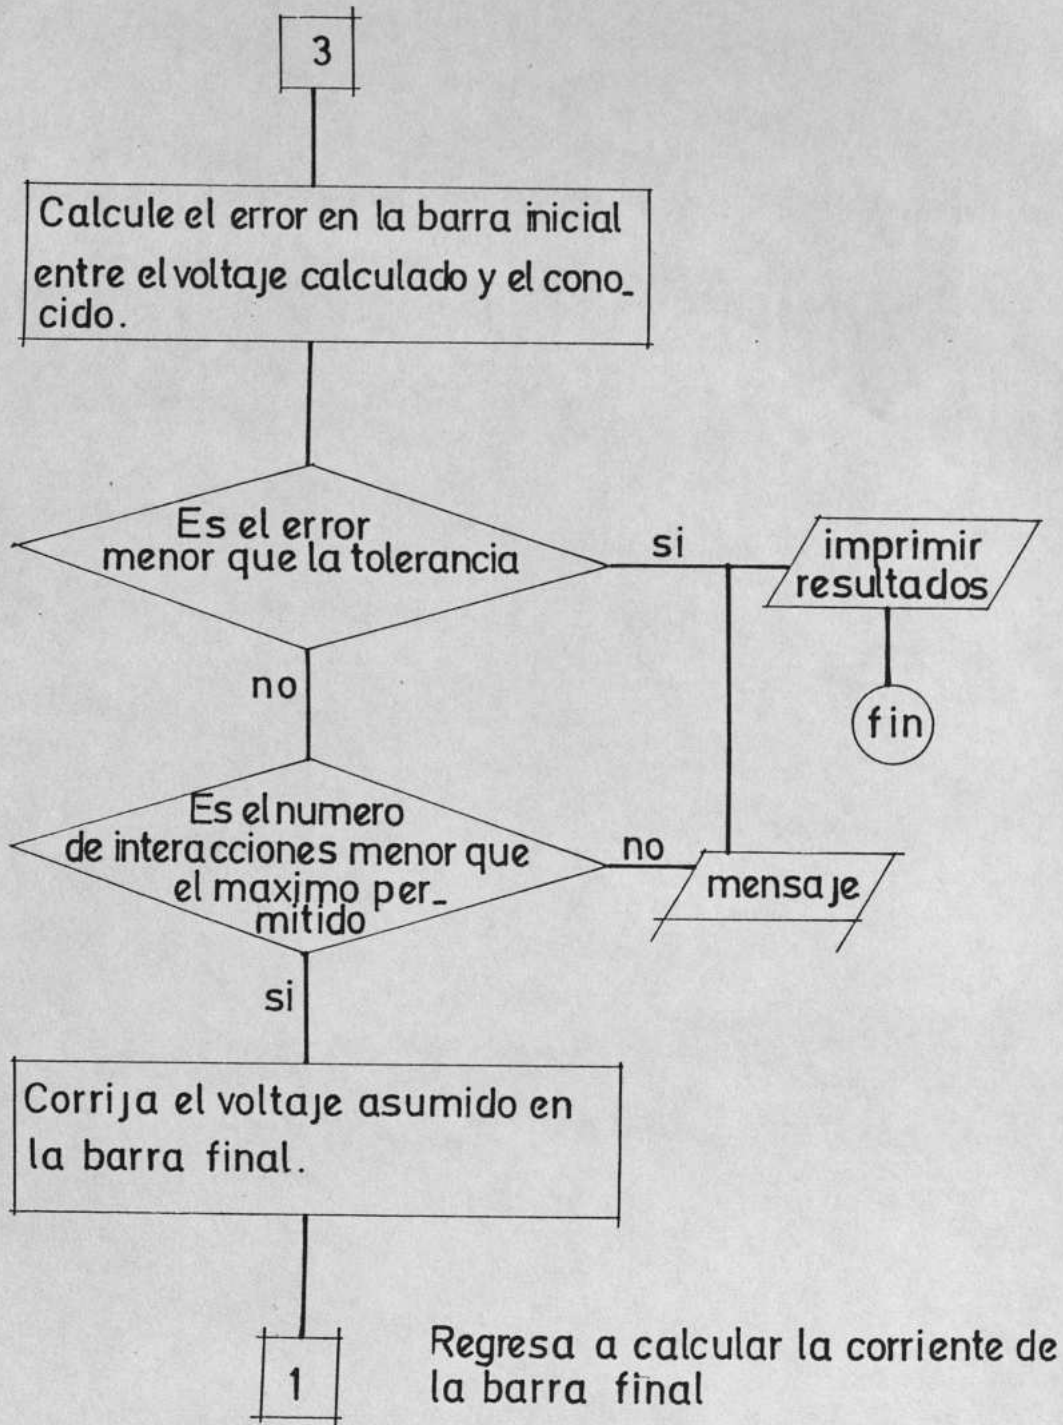 3
Calcule el error en la barra inicial
entre el voltaje calculado y el cono_
cido.
Es el error
menor que la tolerancia
si
imprimir
resultados
no
fin
Es el numero
de interacciones menor que
el maximo per_
mitido
no
mensaje
si
Corrija el voltaje asumido en
la barra final.
1
Regresa a calcular la corriente de
la barra final